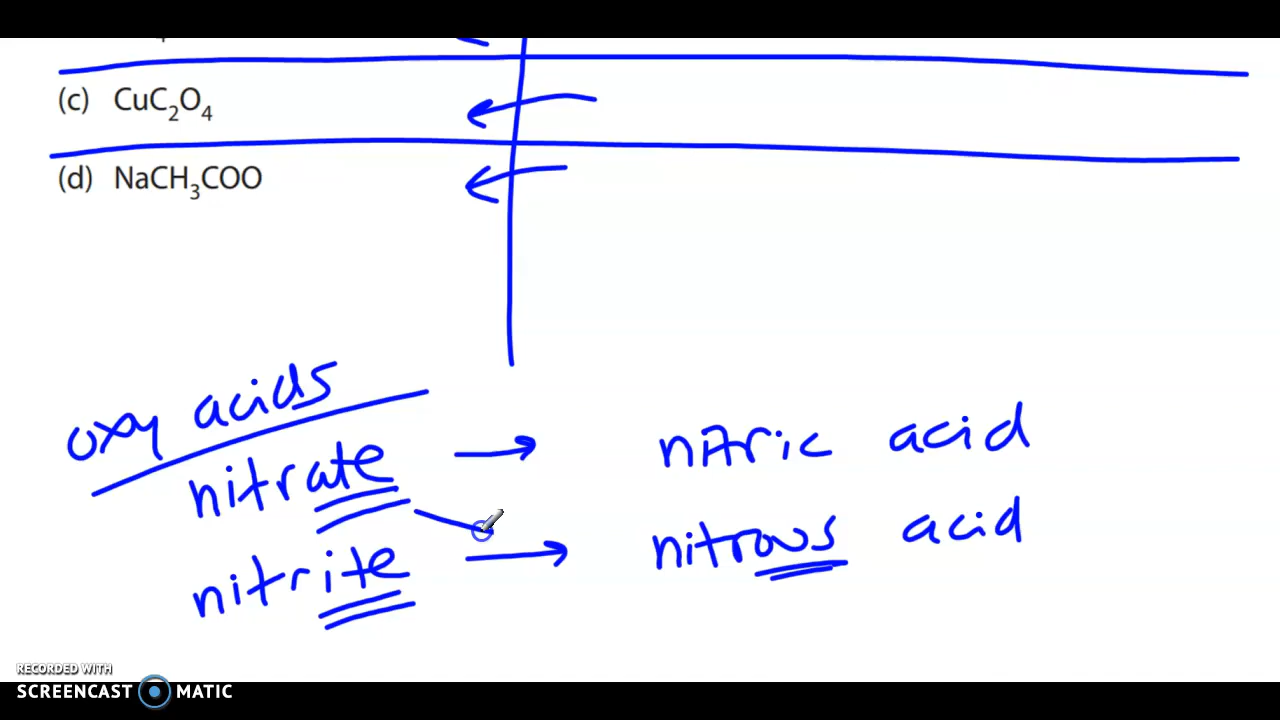 (c) CuC₂O₄
(d) NaCH₃COO
oxy acids
nitrate → nitric acid
nitrite → nitrous acid
RECORDED WITH
SCREENCAST MATIC